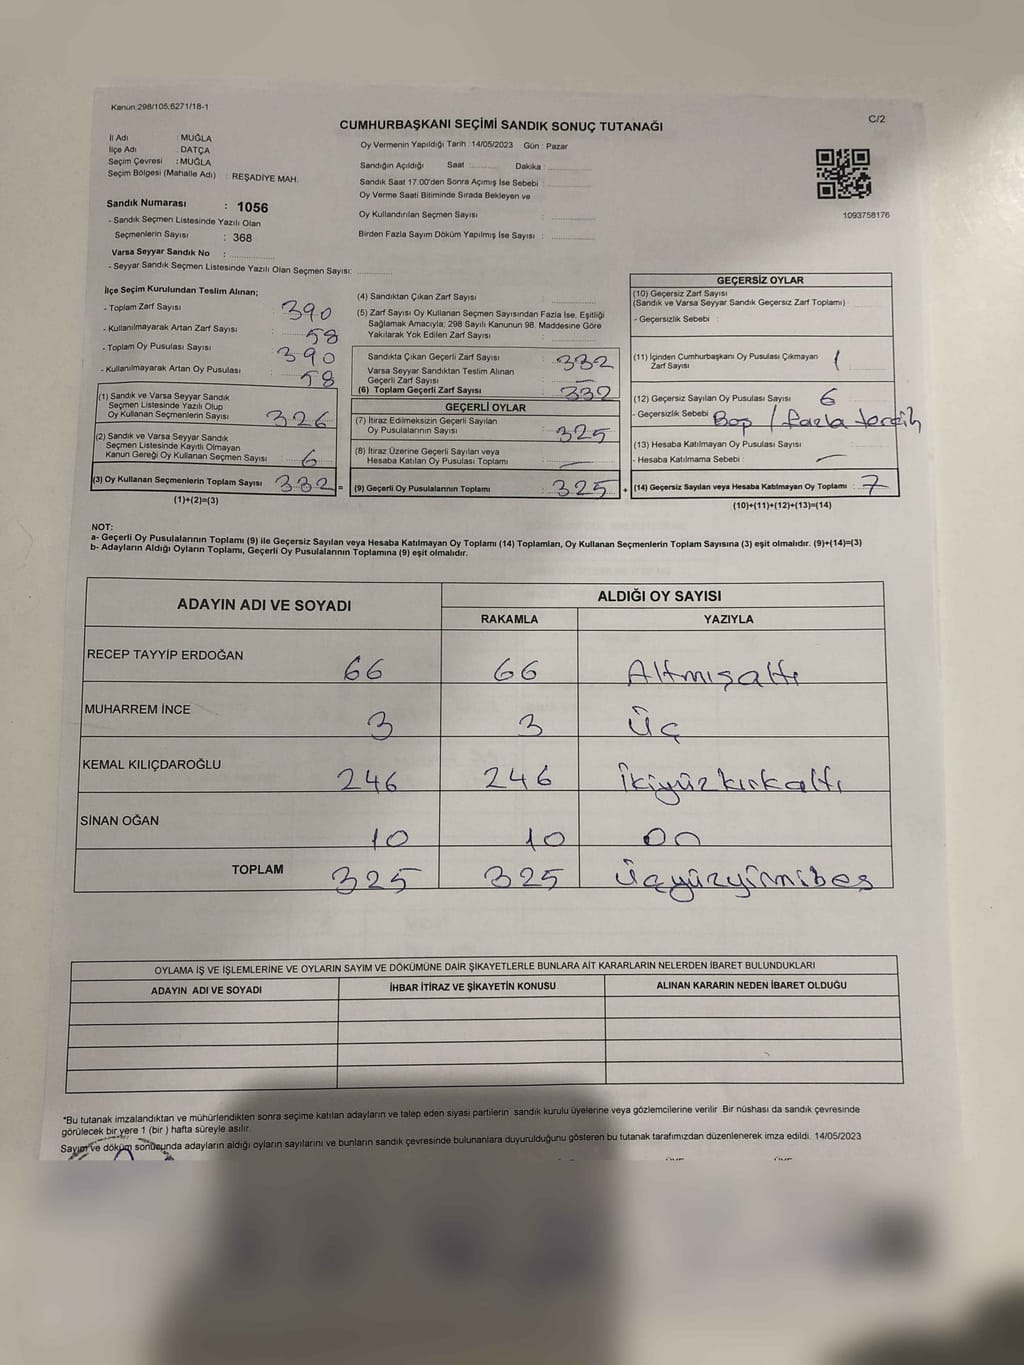 Kanun:298/105,6271/18-1
C/2
CUMHURBAŞKANI SEÇİMİ SANDIK SONUÇ TUTANAĞI
İl Adı : MUĞLA
İlçe Adı : DATÇA
Seçim Çevresi : MUĞLA
Seçim Bölgesi (Mahalle Adı) : REŞADİYE MAH.
Sandık Numarası : 1056
- Sandık Seçmen Listesinde Yazılı Olan
Seçmenlerin Sayısı : 368
Varsa Seyyar Sandık No :
- Seyyar Sandık Seçmen Listesinde Yazılı Olan Seçmen Sayısı:
Oy Vermenin Yapıldığı Tarih : 14/05/2023 Gün : Pazar
Sandığın Açıldığı Saat : Dakika :
Sandık Saat 17:00'den Sonra Açımış İse Sebebi :
Oy Verme Saati Bitiminde Sırada Bekleyen ve
Oy Kullandırılan Seçmen Sayısı :
Birden Fazla Sayım Döküm Yapılmış İse Sayısı :
1093758176
İlçe Seçim Kurulundan Teslim Alınan;
- Toplam Zarf Sayısı : 390
- Kullanılmayarak Artan Zarf Sayısı : 58
- Toplam Oy Pusulası Sayısı : 390
- Kullanılmayarak Artan Oy Pusulası : 58
(1) Sandık ve Varsa Seyyar Sandık
Seçmen Listesinde Yazılı Olup
Oy Kullanan Seçmenlerin Sayısı : 326
(2) Sandık ve Varsa Seyyar Sandık
Seçmen Listesinde Kayıtlı Olmayan
Kanun Gereği Oy Kullanan Seçmen Sayısı : 6
(3) Oy Kullanan Seçmenlerin Toplam Sayısı : 332 =
(1)+(2)=(3)
(4) Sandıktan Çıkan Zarf Sayısı :
(5) Zarf Sayısı Oy Kullanan Seçmen Sayısından Fazla İse, Eşitliği
Sağlamak Amacıyla; 298 Sayılı Kanunun 98. Maddesine Göre
Yakılarak Yok Edilen Zarf Sayısı :
Sandıkta Çıkan Geçerli Zarf Sayısı : 332
Varsa Seyyar Sandıktan Teslim Alınan
Geçerli Zarf Sayısı : —
(6) Toplam Geçerli Zarf Sayısı : 332
GEÇERLİ OYLAR
(7) İtiraz Edilmeksizin Geçerli Sayılan
Oy Pusulalarının Sayısı : 325
(8) İtiraz Üzerine Geçerli Sayılan veya
Hesaba Katılan Oy Pusulası Toplamı : —
(9) Geçerli Oy Pusulalarının Toplamı : 325 +
GEÇERSİZ OYLAR
(10) Geçersiz Zarf Sayısı
(Sandık ve Varsa Seyyar Sandık Geçersiz Zarf Toplamı) :
- Geçersizlik Sebebi :
(11) İçinden Cumhurbaşkanı Oy Pusulası Çıkmayan
Zarf Sayısı : 1
(12) Geçersiz Sayılan Oy Pusulası Sayısı : 6
- Geçersizlik Sebebi : Boş / fazla tercih
(13) Hesaba Katılmayan Oy Pusulası Sayısı :
- Hesaba Katılmama Sebebi : —
(14) Geçersiz Sayılan veya Hesaba Katılmayan Oy Toplamı : 7
(10)+(11)+(12)+(13)=(14)
NOT:
a- Geçerli Oy Pusulalarının Toplamı (9) ile Geçersiz Sayılan veya Hesaba Katılmayan Oy Toplamı (14) Toplamları, Oy Kullanan Seçmenlerin Toplam Sayısına (3) eşit olmalıdır. (9)+(14)=(3)
b- Adayların Aldığı Oyların Toplamı, Geçerli Oy Pusulalarının Toplamına (9) eşit olmalıdır.
ADAYIN ADI VE SOYADI
ALDIĞI OY SAYISI
RAKAMLA YAZIYLA
RECEP TAYYİP ERDOĞAN 66 66 Altmışaltı
MUHARREM İNCE 3 3 Üç
KEMAL KILIÇDAROĞLU 246 246 İkiyüzkırkaltı
SİNAN OĞAN 10 10 On
TOPLAM 325 325 Üçyüzyirmibeş
OYLAMA İŞ VE İŞLEMLERİNE VE OYLARIN SAYIM VE DÖKÜMÜNE DAİR ŞİKAYETLERLE BUNLARA AİT KARARLARIN NELERDEN İBARET BULUNDUKLARI
ADAYIN ADI VE SOYADI İHBAR İTİRAZ VE ŞİKAYETİN KONUSU ALINAN KARARIN NEDEN İBARET OLDUĞU
*Bu tutanak imzalandıktan ve mühürlendikten sonra seçime katılan adayların ve talep eden siyasi partilerin sandık kurulu üyelerine veya gözlemcilerine verilir .Bir nüshası da sandık çevresinde
görülecek bir yere 1 (bir ) hafta süreyle asılır.
Sayım ve döküm sonucunda adayların aldığı oyların sayılarını ve bunların sandık çevresinde bulunanlara duyurulduğunu gösteren bu tutanak tarafımızdan düzenlenerek imza edildi. 14/05/2023